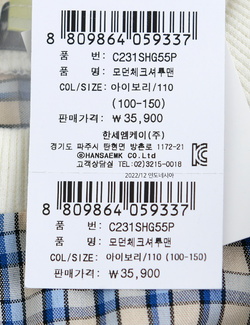 8 809864 059337
품 번: C231SHG55P
품 명: 모던체크셔투맨
COL/SIZE: 아이보리/110
(100-150)
판매가격: ₩ 35,900
한세엠케이(주)
경기도 파주시 탄현면 방촌로 1172-21
ⓗHANSAEMK CO.Ltd
고객상담실 TEL:02)3215-0018
2022/12 인도네시아
8 809864 059337
품 번: C231SHG55P
품 명: 모던체크셔투맨
COL/SIZE: 아이보리/110 (100-150)
판매가격: ₩ 35,900